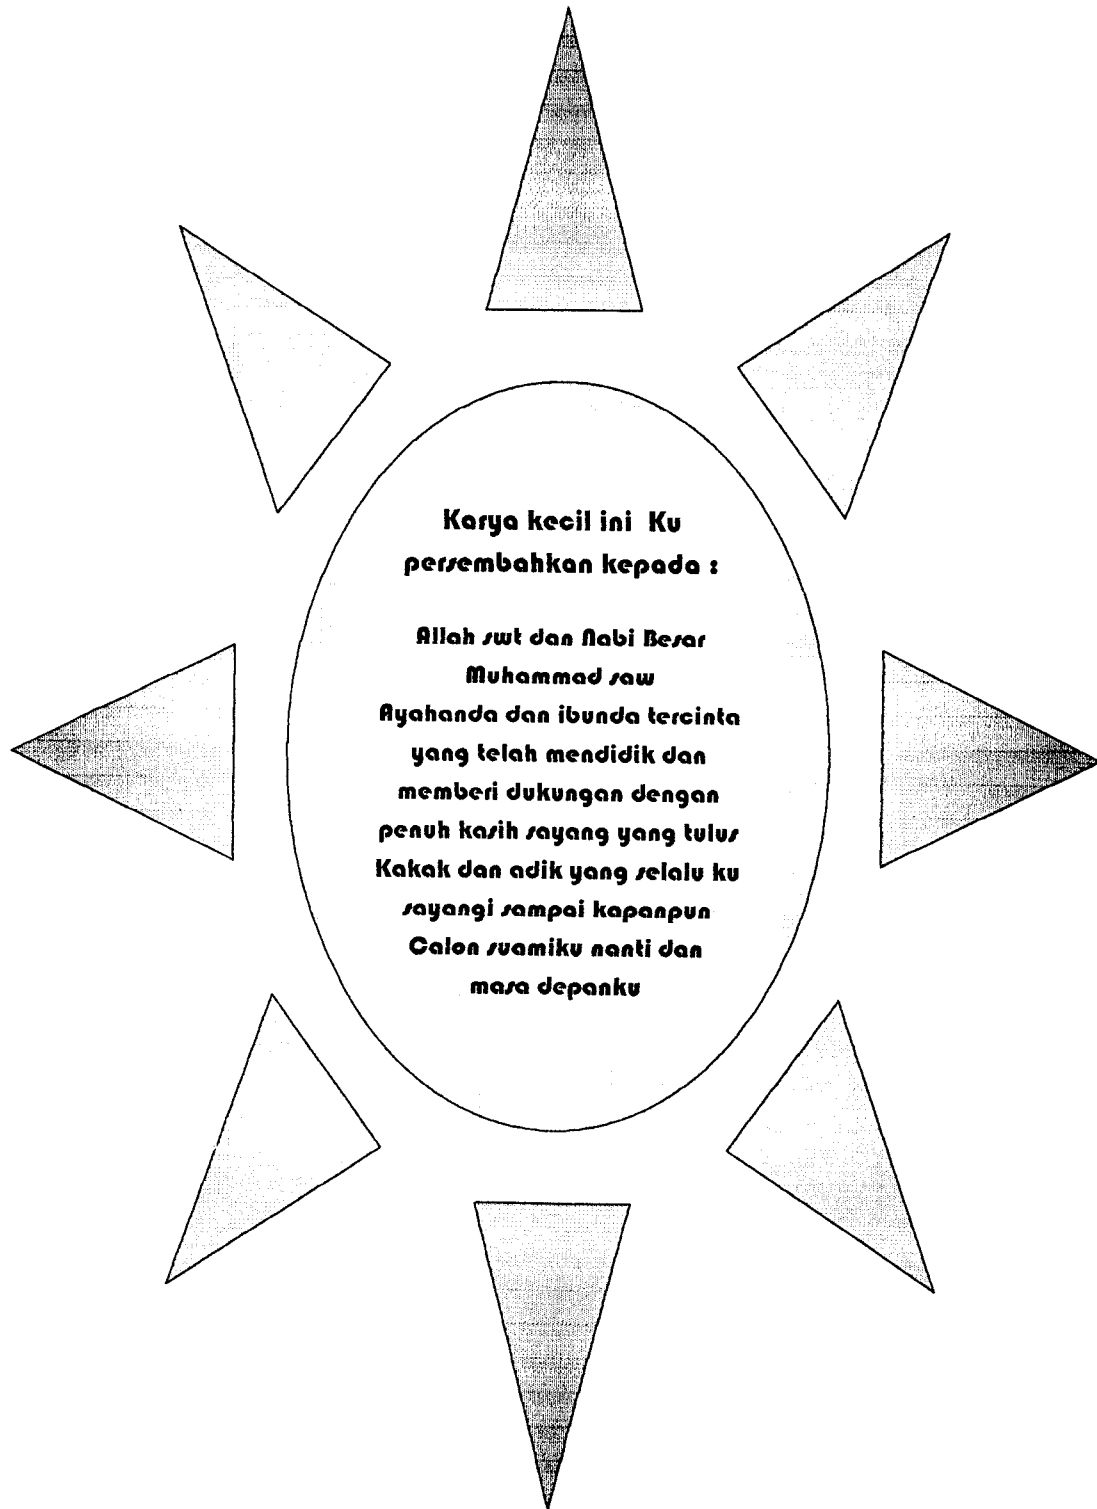 Karya kecil ini Ku
persembahkan kepada :
Allah swt dan Nabi Besar
Muhammad saw
Ayahanda dan ibunda tercinta
yang telah mendidik dan
memberi dukungan dengan
penuh kasih sayang yang tulus
Kakak dan adik yang selalu ku
sayangi sampai kapanpun
Calon suamiku nanti dan
masa depanku